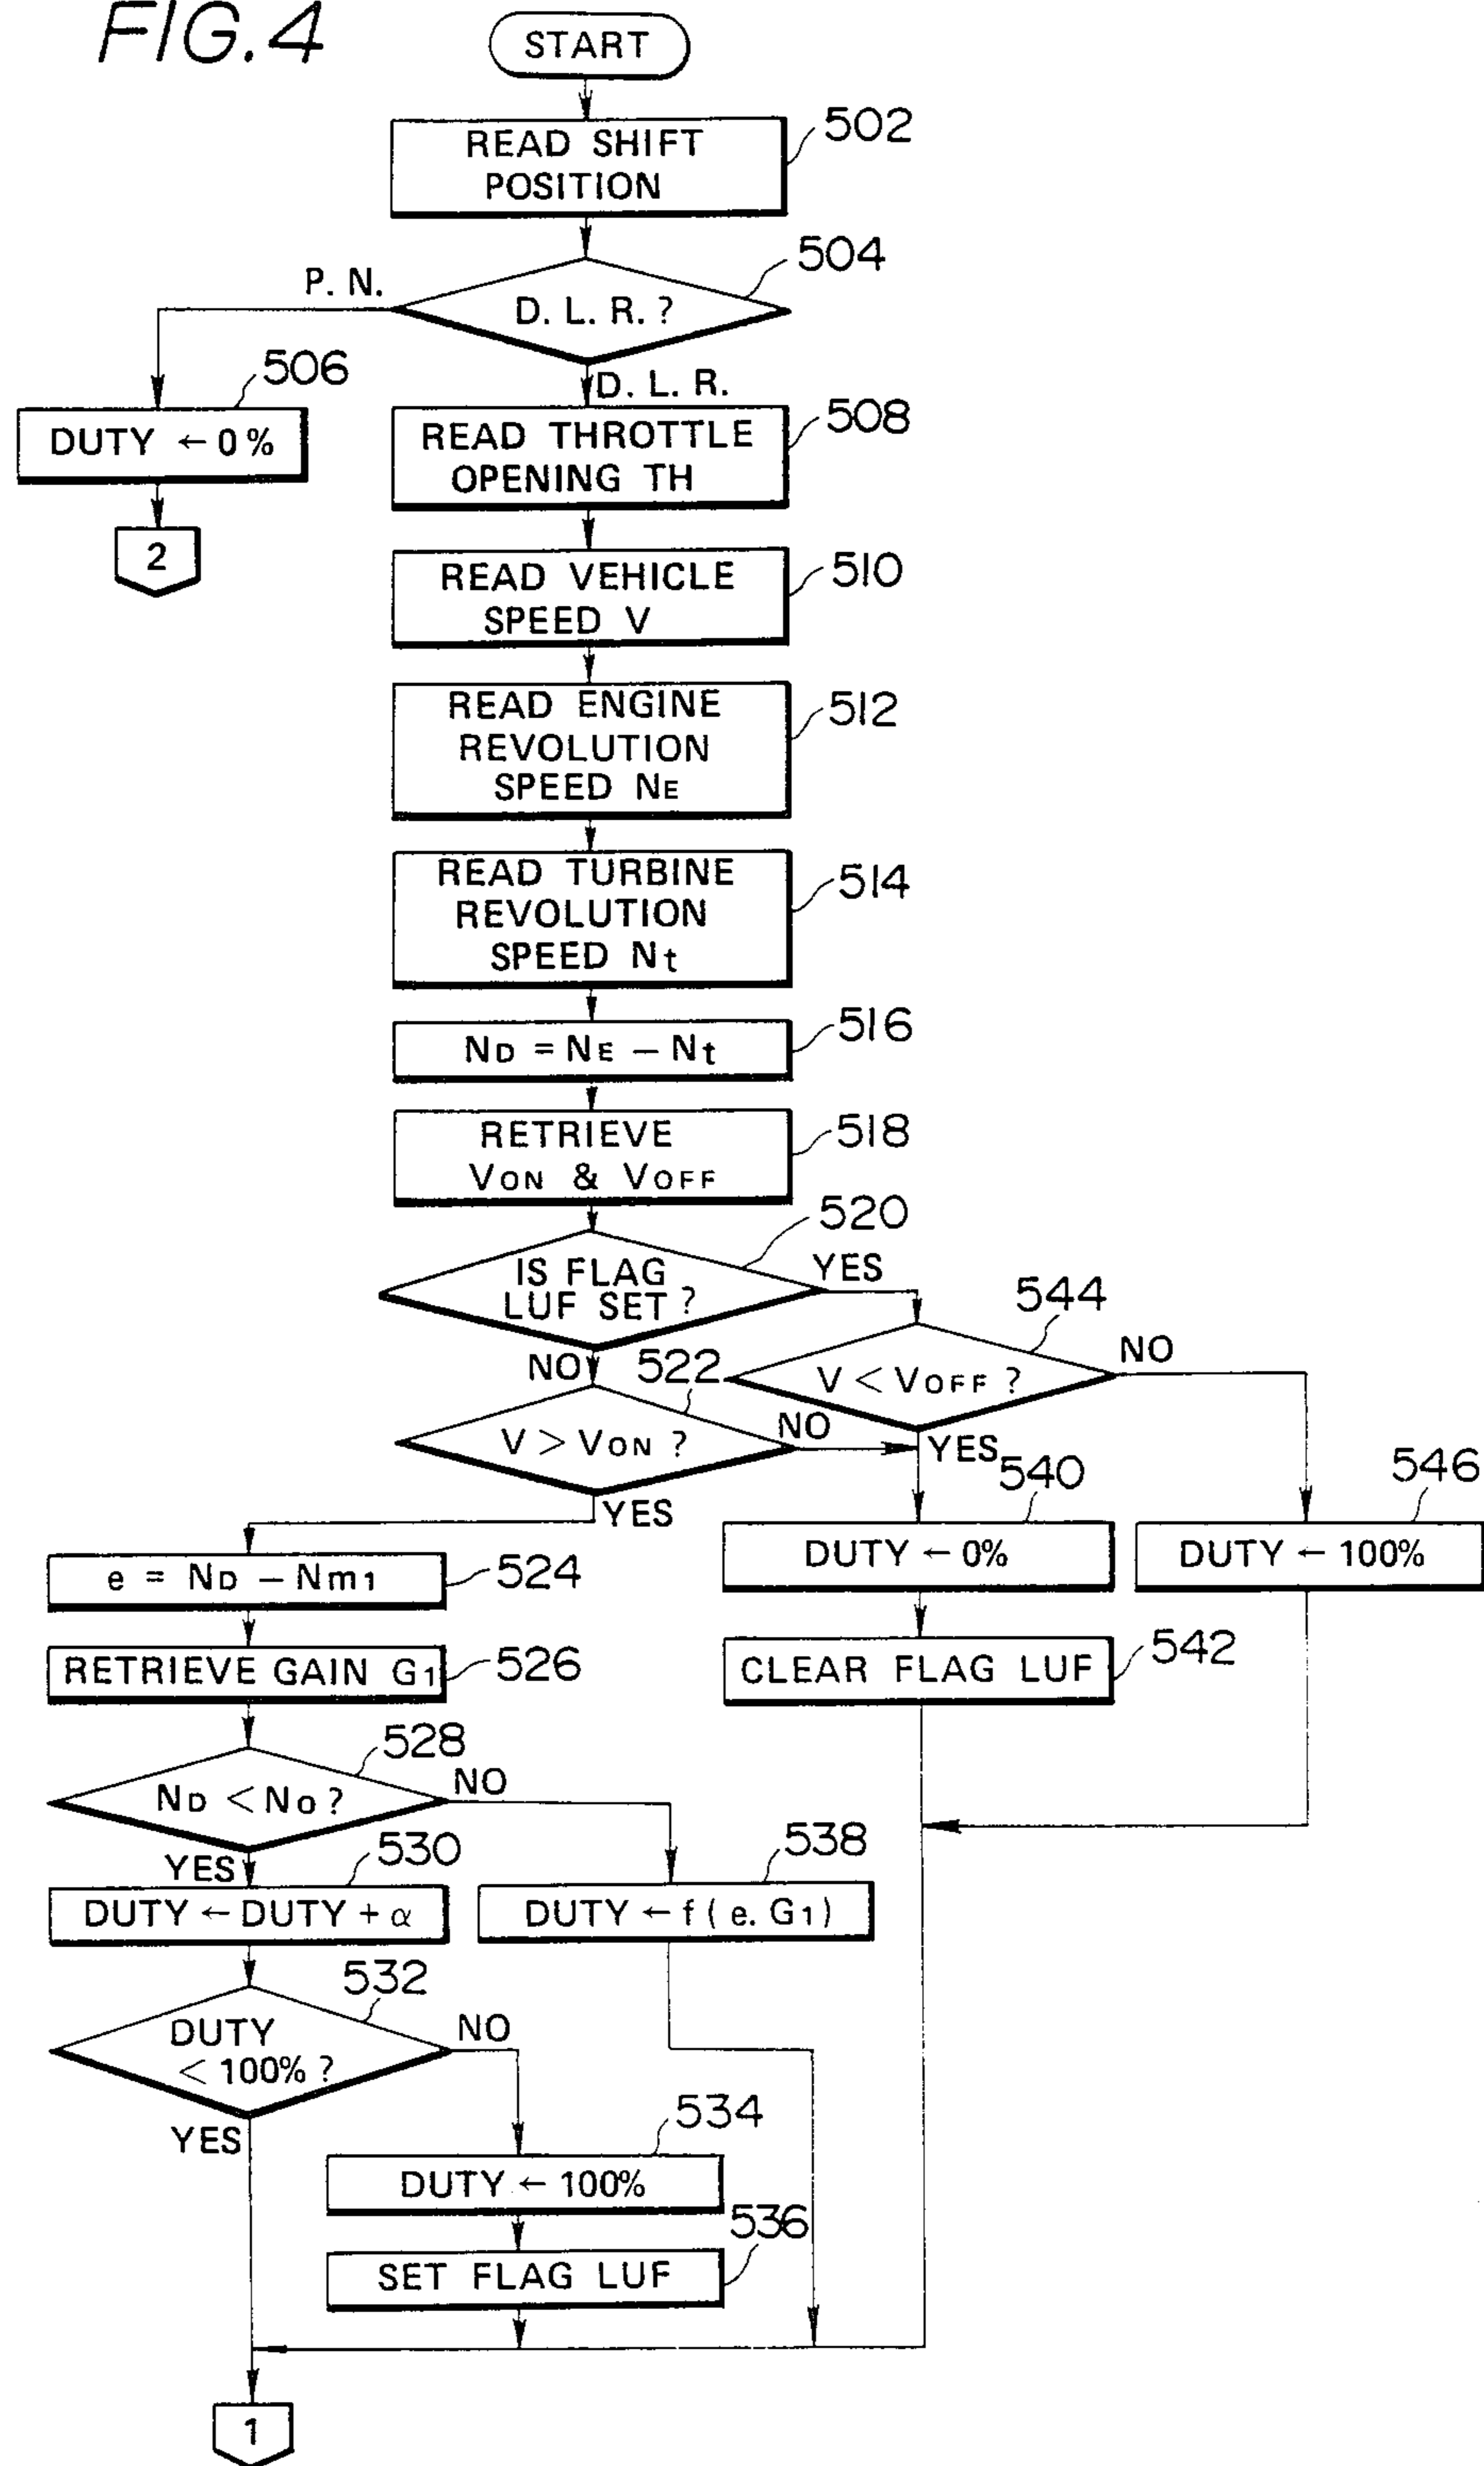 FIG.4
START
READ SHIFT
POSITION
502
504
P. N.
D. L. R. ?
506
D. L. R.
DUTY ← 0%
READ THROTTLE
OPENING TH
508
2
READ VEHICLE
SPEED V
510
READ ENGINE
REVOLUTION
SPEED NE
512
READ TURBINE
REVOLUTION
SPEED Nt
514
ND = NE − Nt
516
RETRIEVE
VON & VOFF
518
520
IS FLAG
LUF SET ?
YES
544
NO
522
V < VOFF ?
NO
V > VON ?
NO
YES
YES
540
546
e = ND − Nm1
524
DUTY ← 0%
DUTY ← 100%
RETRIEVE GAIN G1
526
CLEAR FLAG LUF
542
528
ND < NO ?
NO
YES
530
538
DUTY ← DUTY + α
DUTY ← f ( e. G1 )
532
DUTY
< 100% ?
NO
YES
534
DUTY ← 100%
536
SET FLAG LUF
1